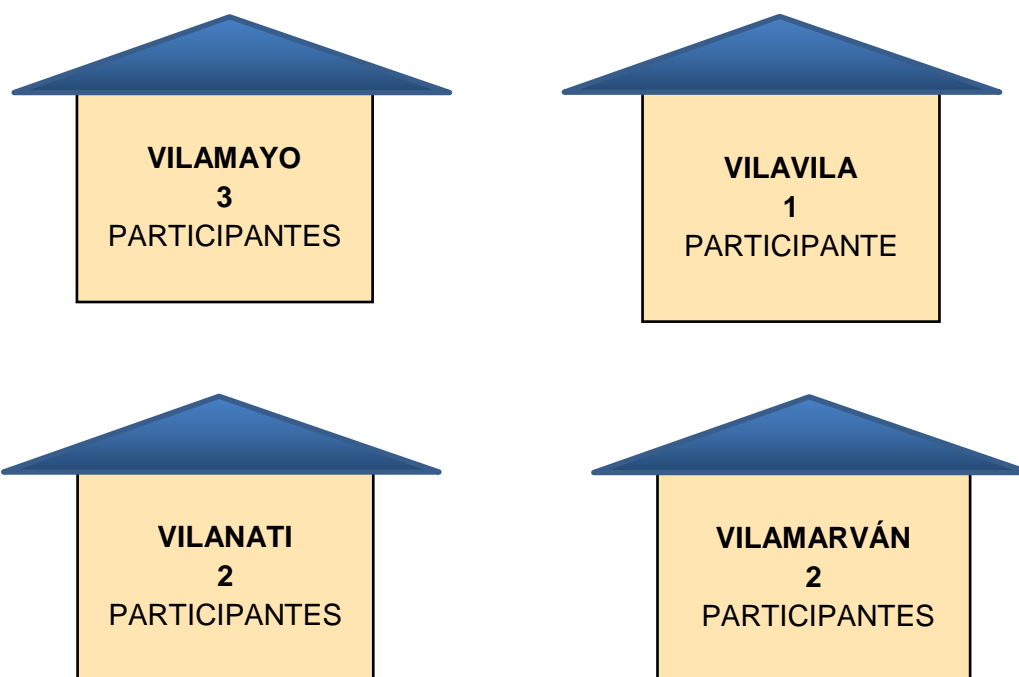 VILAMAYO
3
PARTICIPANTES
VILAVILA
1
PARTICIPANTE
VILANATI
2
PARTICIPANTES
VILAMARVÁN
2
PARTICIPANTES